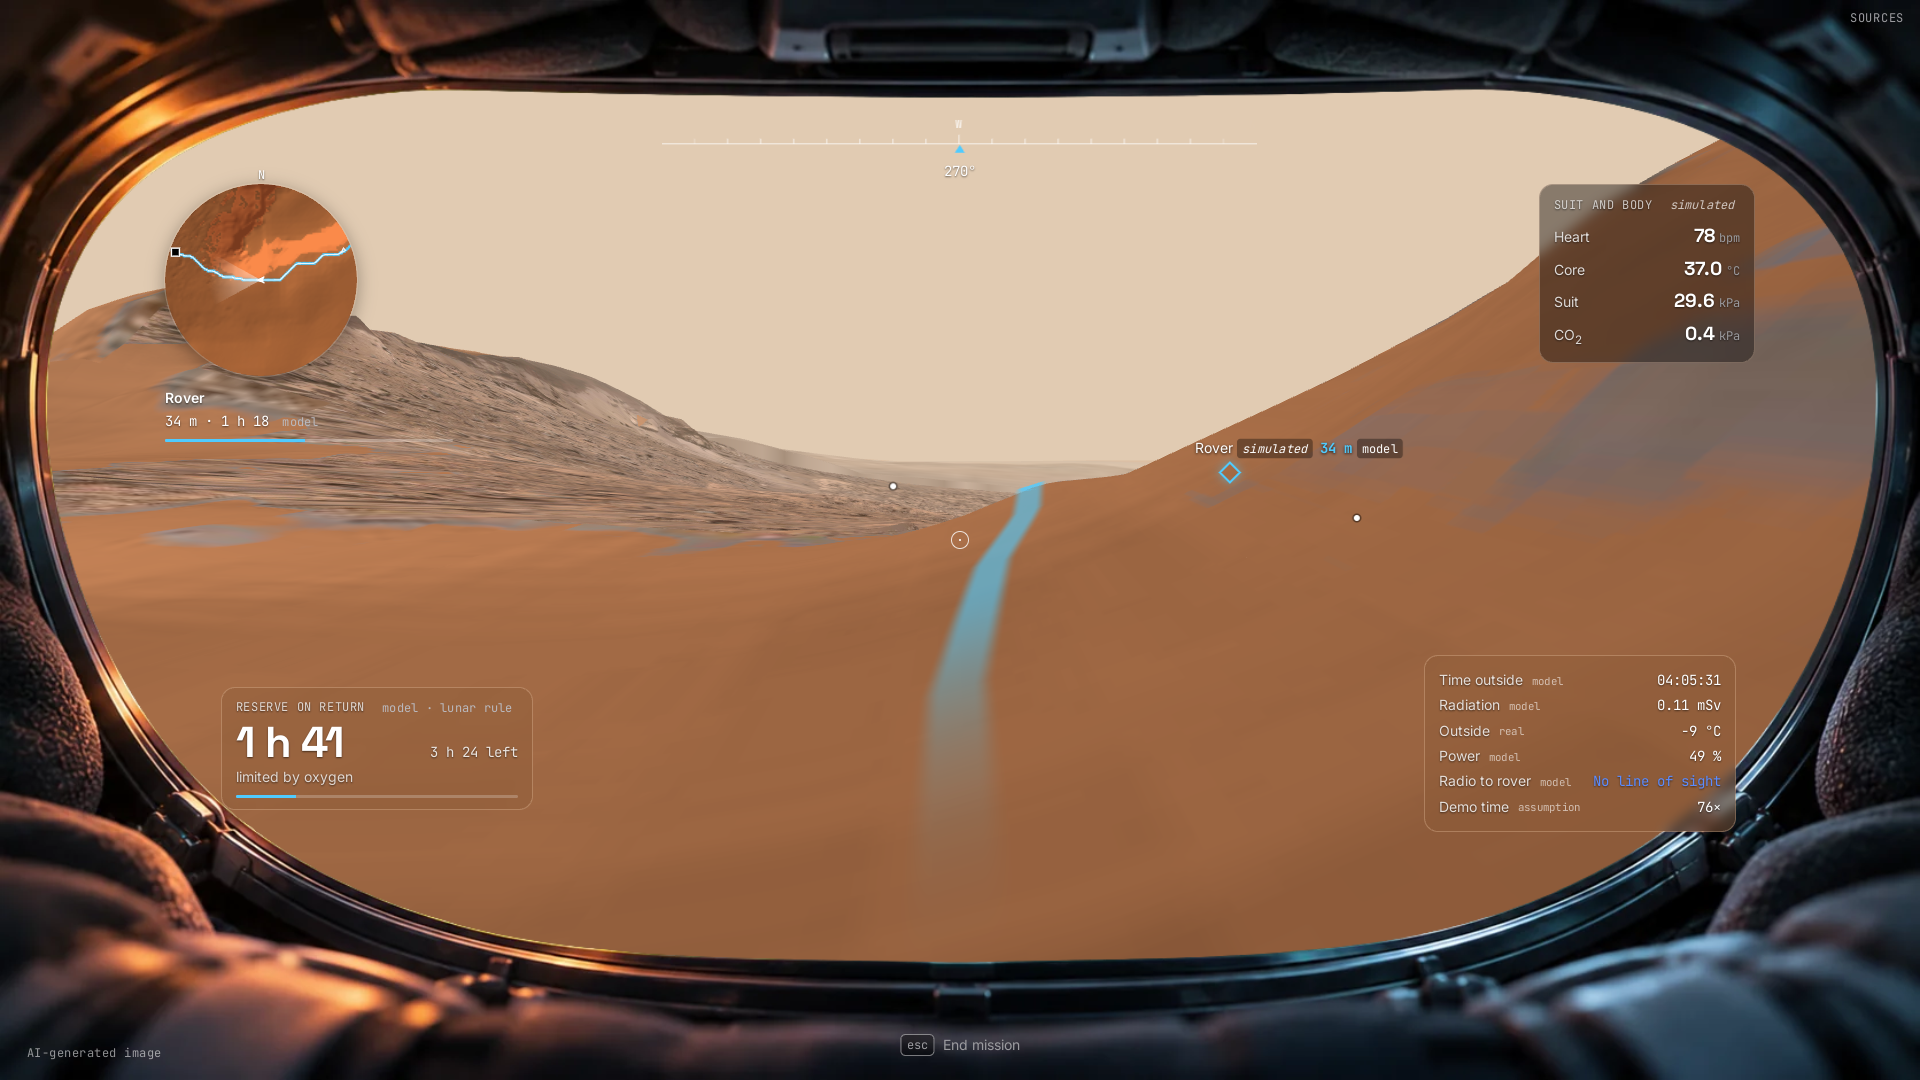 SOURCES
W
270°
N
Rover
34 m · 1 h 18 model
SUIT AND BODY simulated
Heart 78 bpm
Core 37.0 °C
Suit 29.6 kPa
CO2 0.4 kPa
Rover simulated 34 m model
RESERVE ON RETURN model · lunar rule
1 h 41 3 h 24 left
limited by oxygen
Time outside model 04:05:31
Radiation model 0.11 mSv
Outside real -9 °C
Power model 49 %
Radio to rover model No line of sight
Demo time assumption 76×
esc End mission
AI-generated image